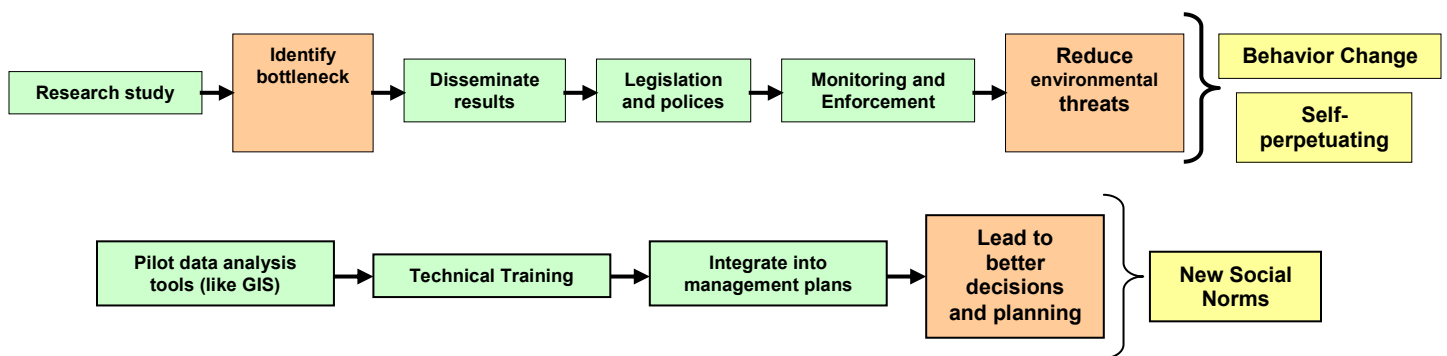 Research study
Identify
bottleneck
Disseminate
results
Legislation
and polices
Monitoring and
Enforcement
Reduce
environmental
threats
Behavior Change
Self-
perpetuating
Pilot data analysis
tools (like GIS)
Technical Training
Integrate into
management plans
Lead to
better
decisions
and planning
New Social
Norms